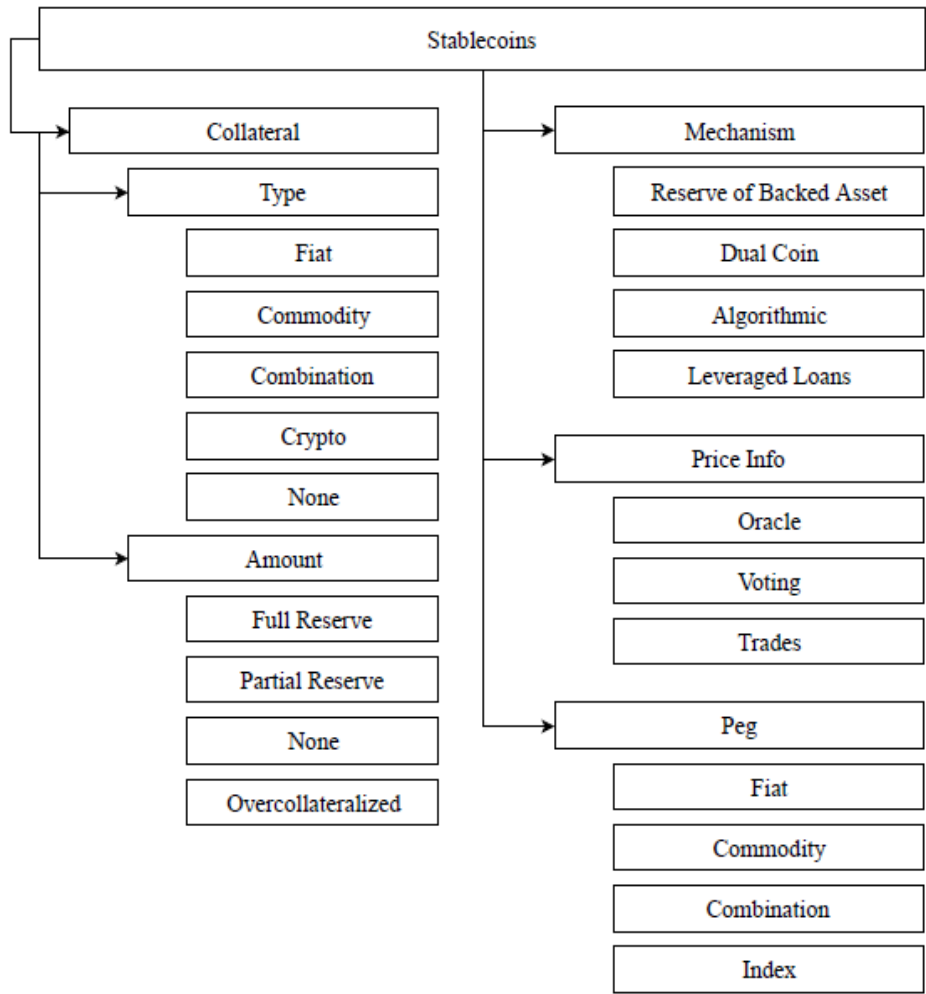 Stablecoins
Collateral
Type
Fiat
Commodity
Combination
Crypto
None
Amount
Full Reserve
Partial Reserve
None
Overcollateralized
Mechanism
Reserve of Backed Asset
Dual Coin
Algorithmic
Leveraged Loans
Price Info
Oracle
Voting
Trades
Peg
Fiat
Commodity
Combination
Index